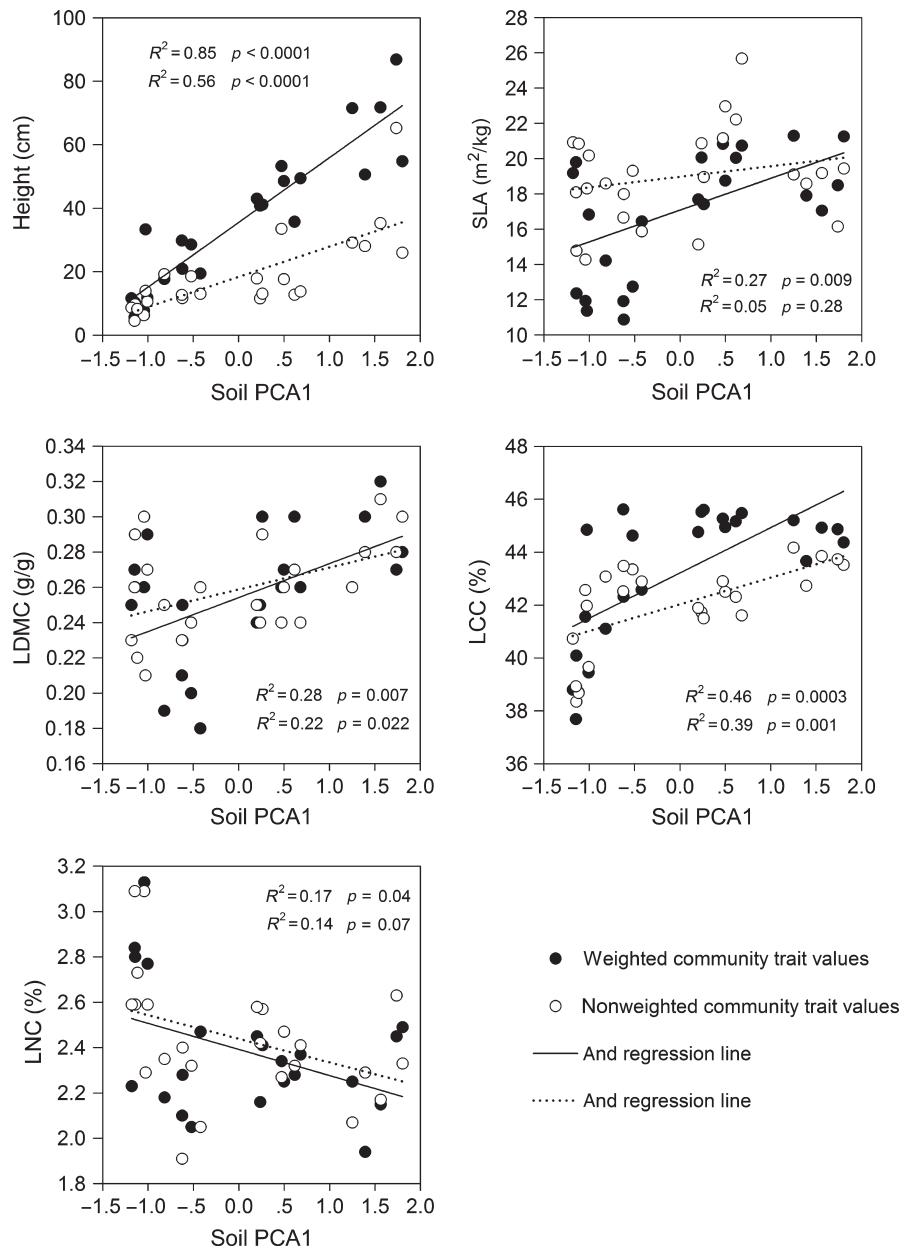 100
80
60
40
20
0
Height (cm)
R² = 0.85 p < 0.0001
R² = 0.56 p < 0.0001
−1.5 −1.0 −.5 0.0 .5 1.0 1.5 2.0
Soil PCA1
28
26
24
22
20
18
16
14
12
10
SLA (m²/kg)
R² = 0.27 p = 0.009
R² = 0.05 p = 0.28
−1.5 −1.0 −.5 0.0 .5 1.0 1.5 2.0
Soil PCA1
0.34
0.32
0.30
0.28
0.26
0.24
0.22
0.20
0.18
0.16
LDMC (g/g)
R² = 0.28 p = 0.007
R² = 0.22 p = 0.022
−1.5 −1.0 −.5 0.0 .5 1.0 1.5 2.0
Soil PCA1
48
46
44
42
40
38
36
LCC (%)
R² = 0.46 p = 0.0003
R² = 0.39 p = 0.001
−1.5 −1.0 −.5 0.0 .5 1.0 1.5 2.0
Soil PCA1
3.2
3.0
2.8
2.6
2.4
2.2
2.0
1.8
LNC (%)
R² = 0.17 p = 0.04
R² = 0.14 p = 0.07
−1.5 −1.0 −.5 0.0 .5 1.0 1.5 2.0
Soil PCA1
Weighted community trait values
Nonweighted community trait values
And regression line
And regression line